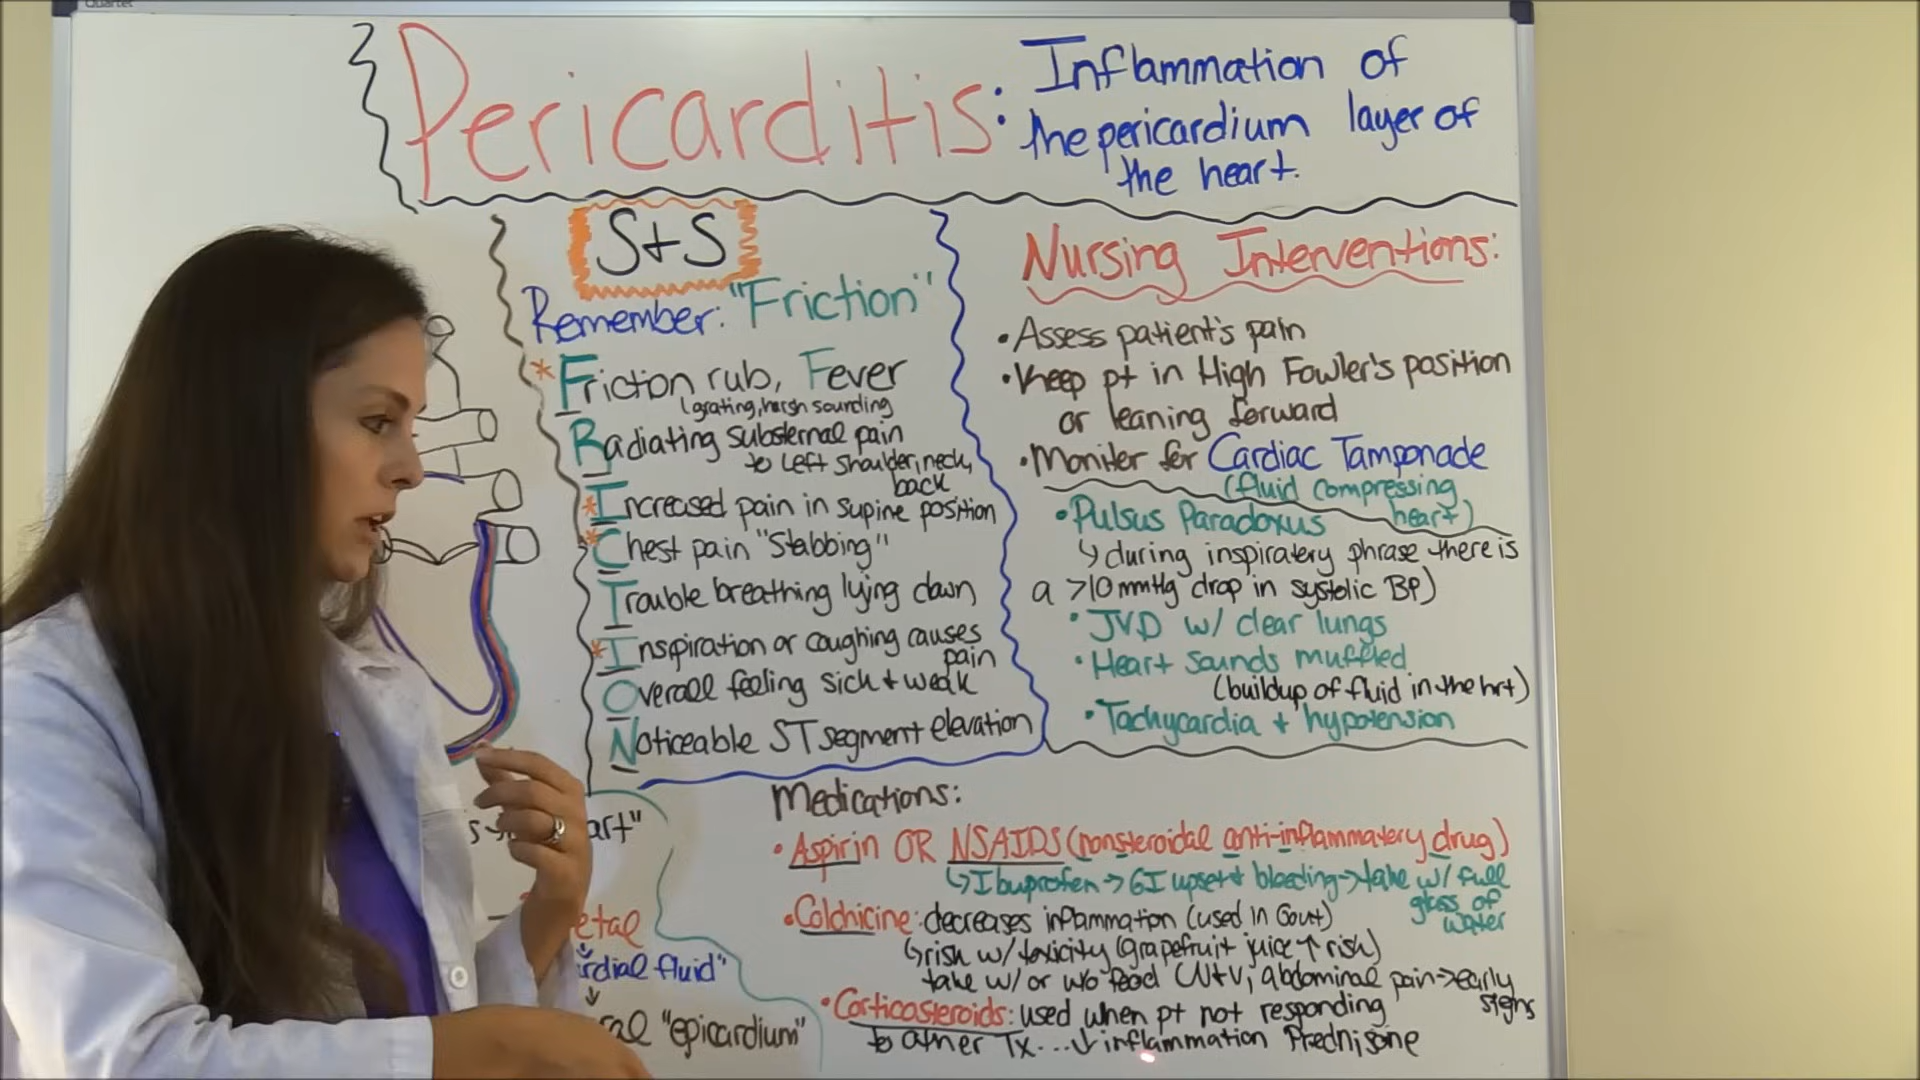 Quartet
Pericarditis:
Inflammation of
the pericardium layer of
the heart.
S+S
Remember: "Friction"
*Friction rub, Fever
(grating, harsh sounding
Radiating substernal pain
to left shoulder, neck,
back
*Increased pain in supine position
*Chest pain "stabbing"
Trouble breathing lying down
*Inspiration or coughing causes
pain
Overall feeling sick + weak
Noticeable ST segment elevation
Nursing Interventions:
•Assess patient's pain
•Keep pt in High Fowler's position
or leaning forward
•Moniter for Cardiac Tamponade
(fluid compressing
heart)
•Pulsus Paradoxus
↳during inspiratery phrase there is
a >10 mmHg drop in systolic BP)
•JVD w/ clear lungs
•Heart sounds muffled
(buildup of fluid in the hrt)
•Tachycardia + hypotension
Medications:
•Aspirin OR NSAIDS (nonsteroidal anti-inflammatery drug)
↳Ibuprofen→GI upset+ bleeding→take w/ full
glass of
water
•Colchicine: decreases inflammation (used in Gout)
↳risk w/ toxicity (grapefruit juice ↑ risk)
take w/ or w/o food (N+V, abdominal pain→early
signs
•Corticosteroids: used when pt not responding
to other Tx...↓ inflammation Prednisone
art"
etal
rdial fluid"
↓
ral "epicardium"